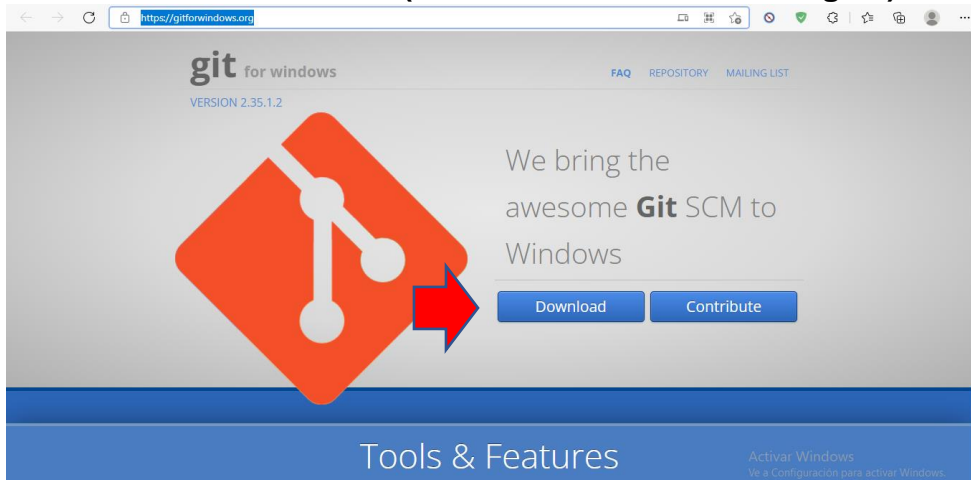 https://gitforwindows.org
git for windows
FAQ REPOSITORY MAILING LIST
VERSION 2.35.1.2
We bring the
awesome Git SCM to
Windows
Download Contribute
Tools & Features
Activar Windows
Ve a Configuración para activar Windows.